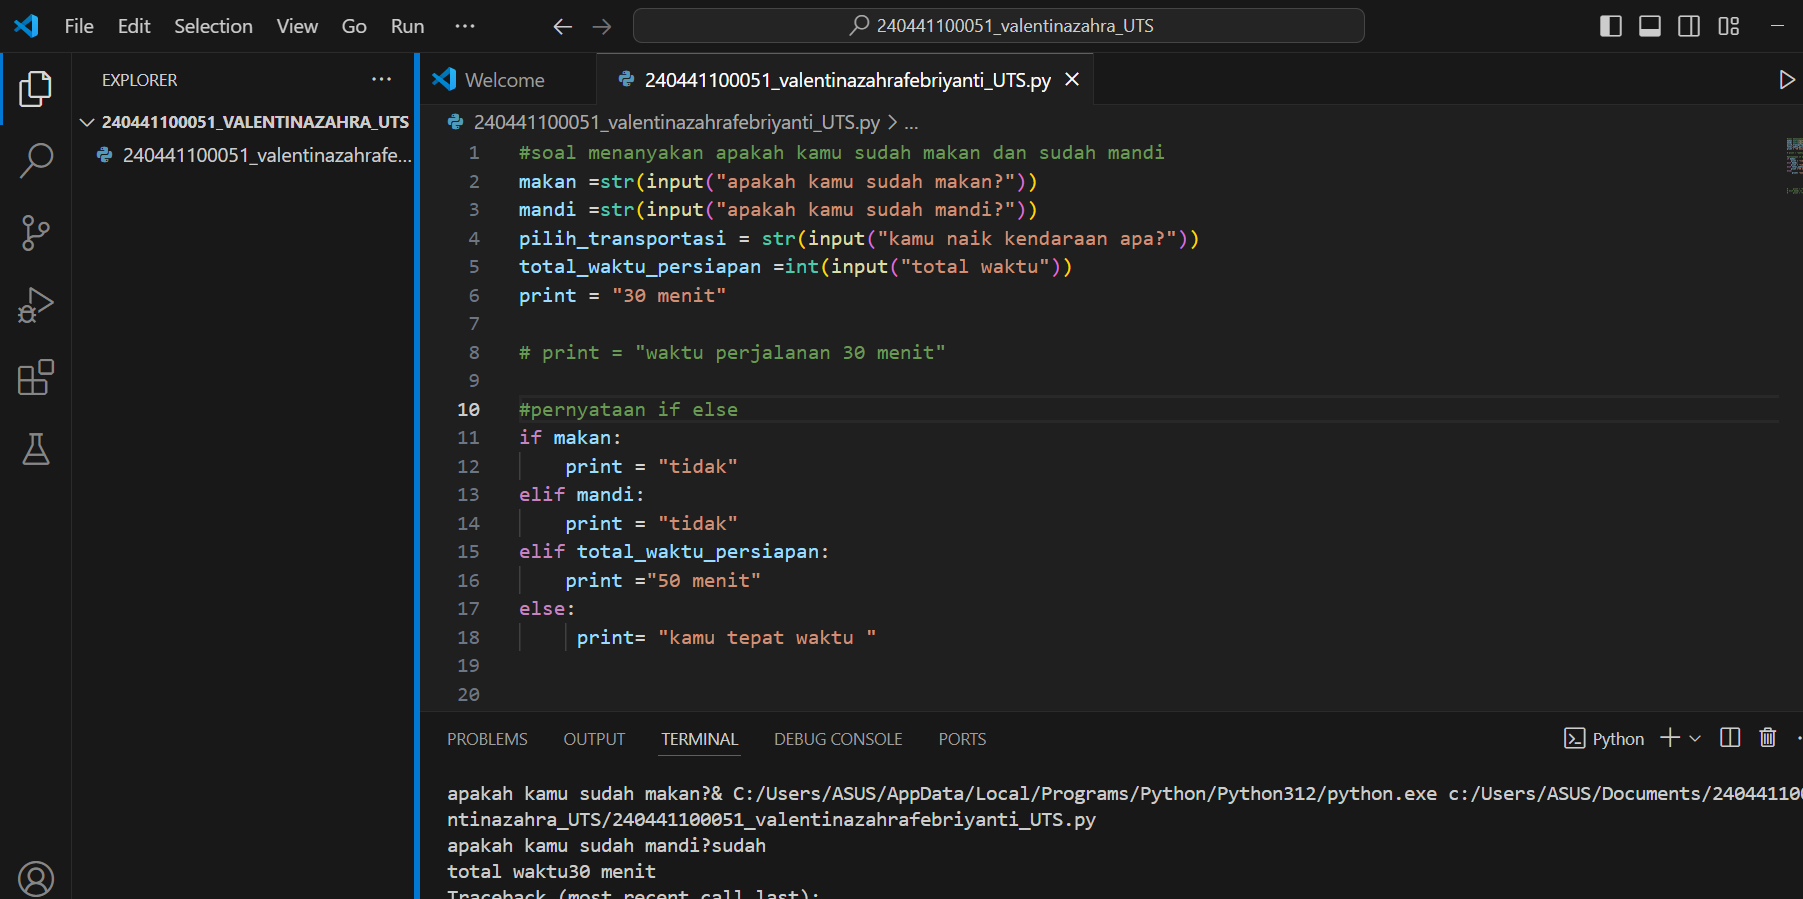 File Edit Selection View Go Run ···
240441100051_valentinazahra_UTS
EXPLORER ···
240441100051_VALENTINAZAHRA_UTS
240441100051_valentinazahrafe...
Welcome
240441100051_valentinazahrafebriyanti_UTS.py
240441100051_valentinazahrafebriyanti_UTS.py > ...
1 #soal menanyakan apakah kamu sudah makan dan sudah mandi
2 makan =str(input("apakah kamu sudah makan?"))
3 mandi =str(input("apakah kamu sudah mandi?"))
4 pilih_transportasi = str(input("kamu naik kendaraan apa?"))
5 total_waktu_persiapan =int(input("total waktu"))
6 print = "30 menit"
7
8 # print = "waktu perjalanan 30 menit"
9
10 #pernyataan if else
11 if makan:
12     print = "tidak"
13 elif mandi:
14     print = "tidak"
15 elif total_waktu_persiapan:
16     print ="50 menit"
17 else:
18      print= "kamu tepat waktu "
19
20
PROBLEMS OUTPUT TERMINAL DEBUG CONSOLE PORTS
Python
apakah kamu sudah makan?& C:/Users/ASUS/AppData/Local/Programs/Python/Python312/python.exe c:/Users/ASUS/Documents/24044110
ntinazahra_UTS/240441100051_valentinazahrafebriyanti_UTS.py
apakah kamu sudah mandi?sudah
total waktu30 menit
Traceback (most recent call last):